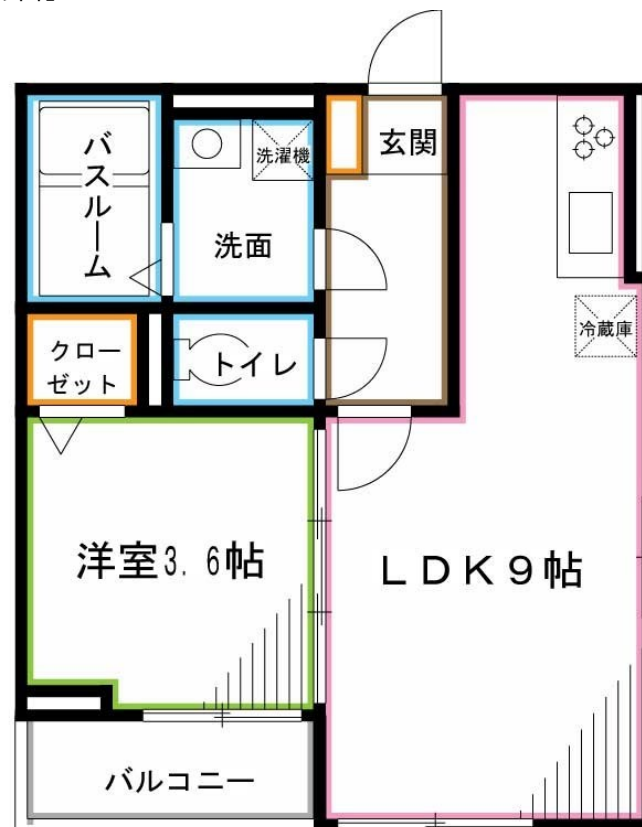 バスルーム
洗濯機
洗面
玄関
冷蔵庫
クロー
ゼット
トイレ
洋室3.6帖
LDK9帖
バルコニー